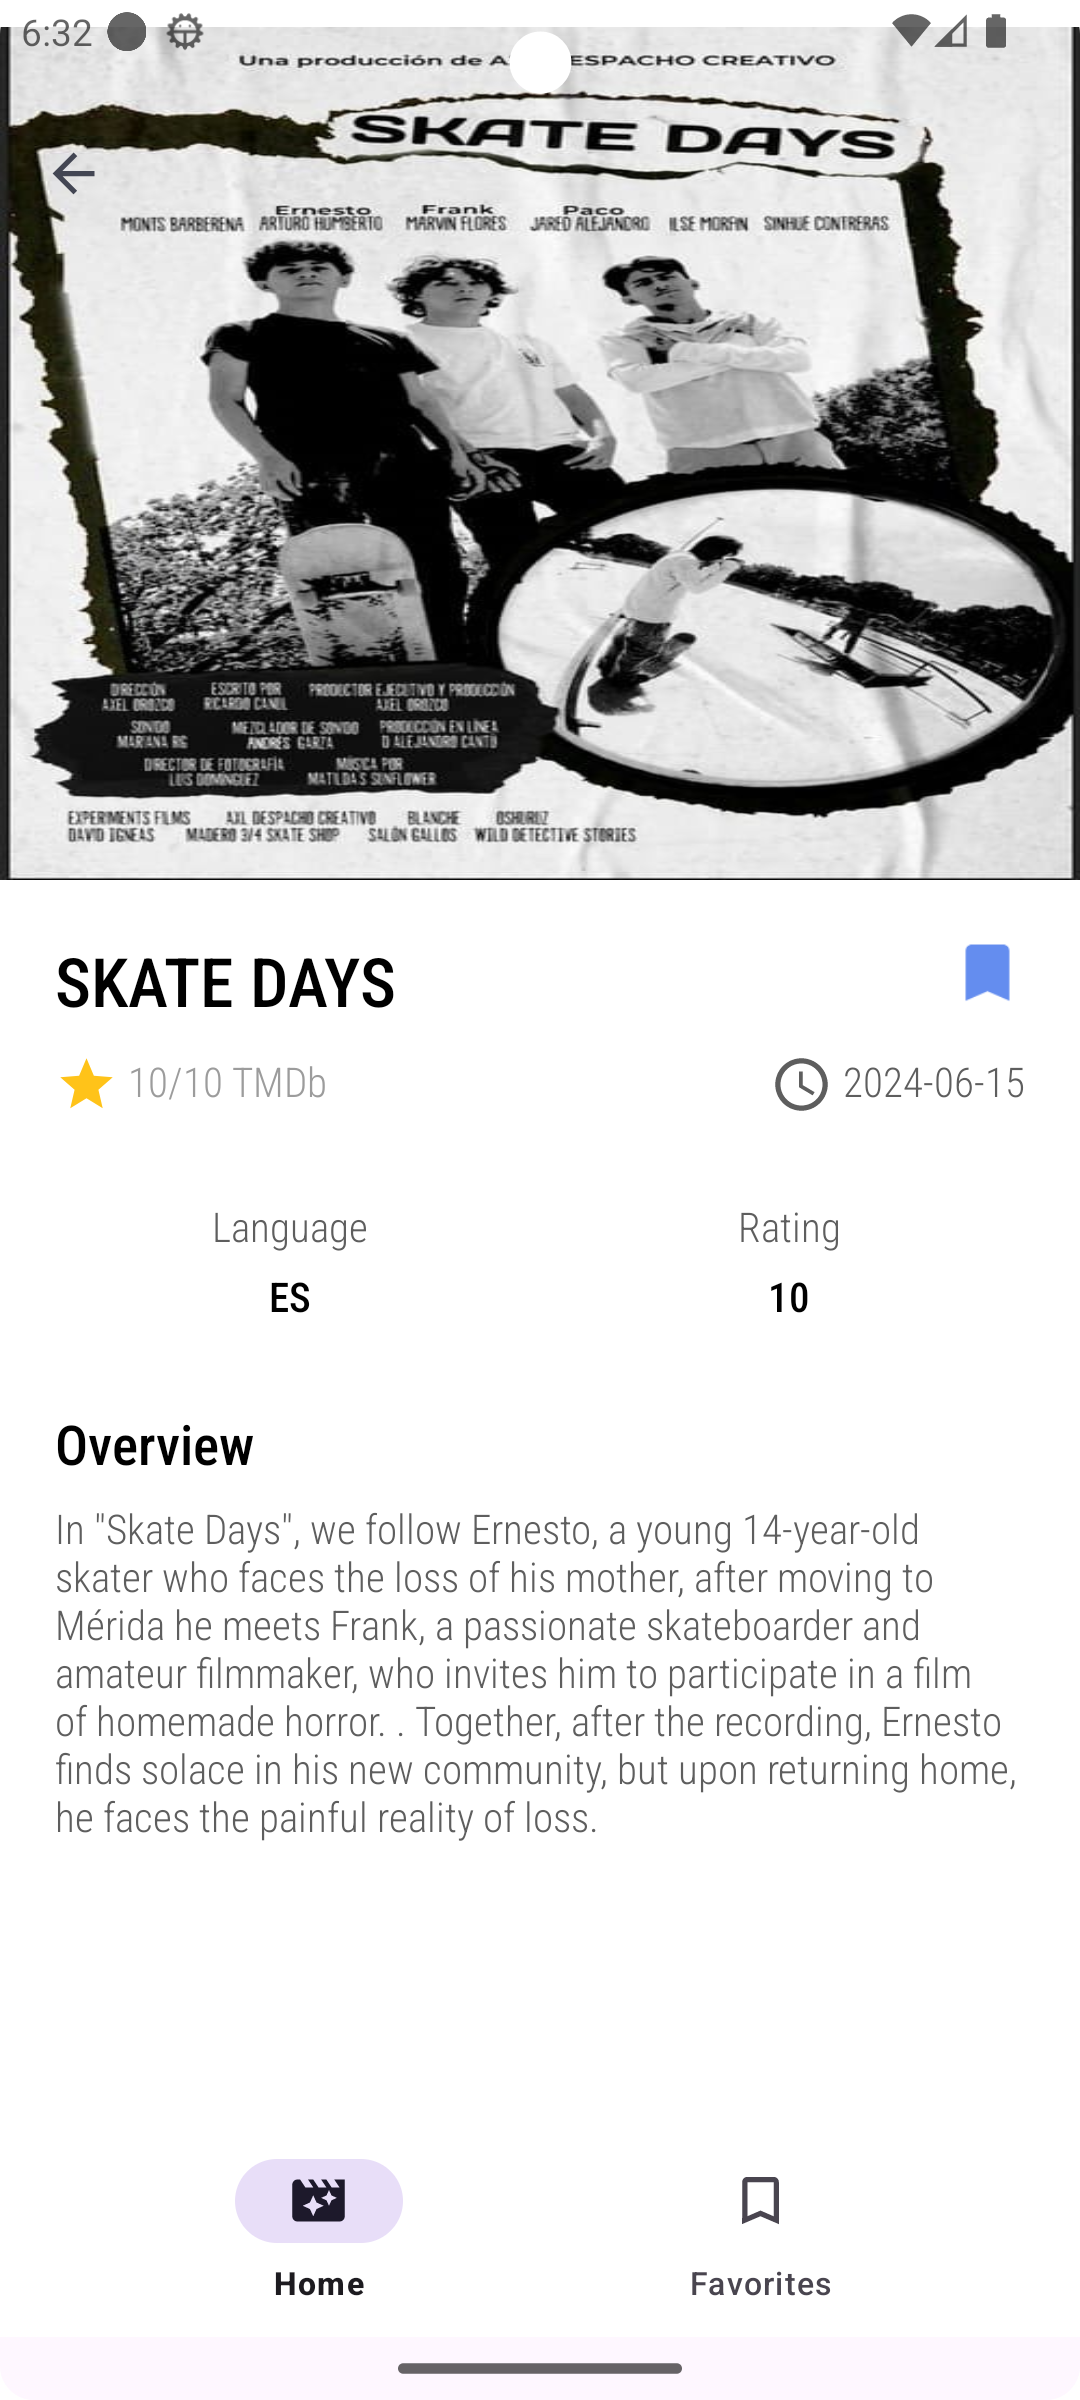 6:32
Una producción de A ESPACHO CREATIVO
SKATE DAYS
Ernesto Frank Paco
MONTS BARBERENA ARTURO HUMBERTO MARVIN FLORES JARED ALEJANDRO ILSE MORFIN SINHUE CONTRERAS
DIRECCIÓN ESCRITO POR PRODUCTOR EJECUTIVO Y PRODUCCIÓN
AXEL OROZCO RICARDO CANUL AXEL OROZCO
SONIDO MEZCLADOR DE SONIDO PRODUCCIÓN EN LÍNEA
MARIANA RG ANDRÉS GARZA D ALEJANDRO CANTO
DIRECTOR DE FOTOGRAFÍA MÚSICA POR
LUIS DOMINGUEZ MATILDA'S SUNFLOWER
EXPERIMENTS FILMS AXL DESPACHO CREATIVO BLANCHE
DAVID IGNEAS MADERO 3/4 SKATE SHOP SALÓN GALLOS WILD DETECTIVE STORIES
SKATE DAYS
10/10 TMDb
2024-06-15
Language Rating
ES 10
Overview
In "Skate Days", we follow Ernesto, a young 14-year-old
skater who faces the loss of his mother, after moving to
Mérida he meets Frank, a passionate skateboarder and
amateur filmmaker, who invites him to participate in a film
of homemade horror. . Together, after the recording, Ernesto
finds solace in his new community, but upon returning home,
he faces the painful reality of loss.
Home Favorites